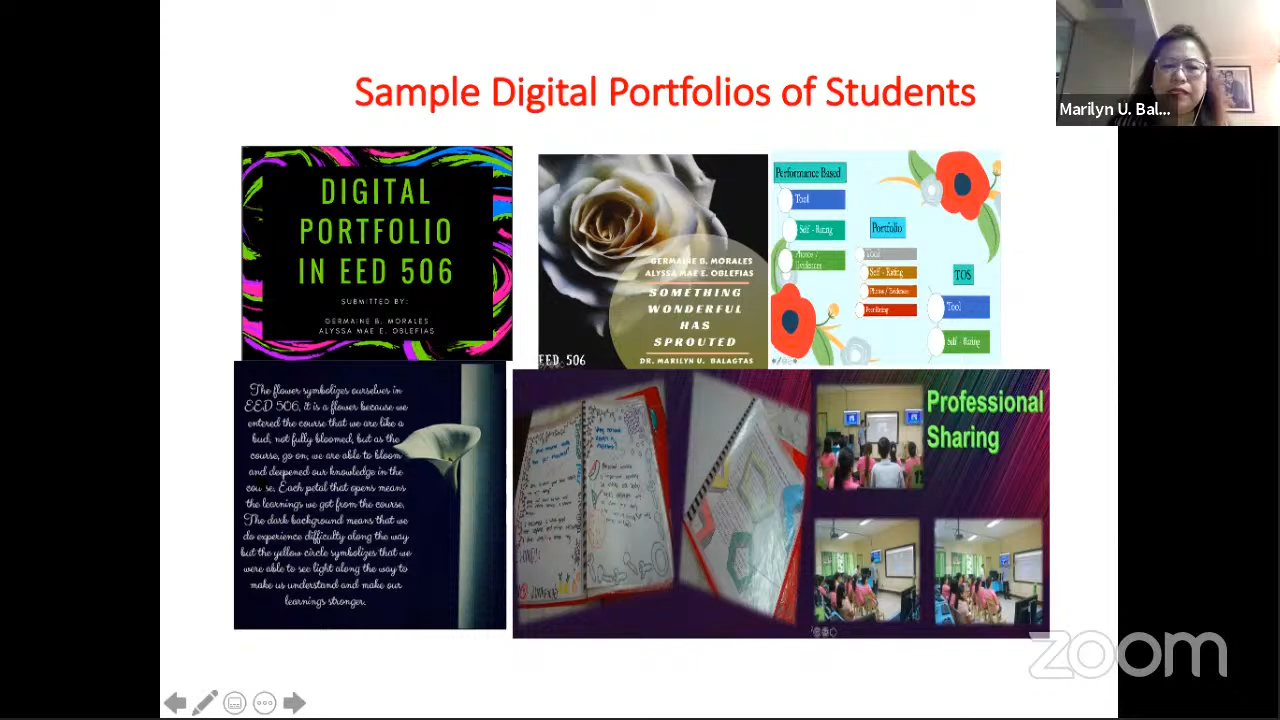 Sample Digital Portfolios of Students
Marilyn U. Bal...
DIGITAL
PORTFOLIO
IN EED 506
SUBMITTED BY:
GERMAINE B. MORALES
ALYSSA MAE E. OBLEFIAS
GERMAINE B. MORALES
ALYSSA MAE E. OBLEFIAS
SOMETHING
WONDERFUL
HAS
SPROUTED
DR. MARILYN U. BALAGTAS
EED 506
Performance Based
Tool
Self - Rating
Photos / Evidences
Portfolio
Tool
Self - Rating
Photos / Evidences
Peer Rating
TOS
Tool
Self - Rating
The flower symbolizes ourselves in
EED 506, it is a flower because we
entered the course that we are like a
bud, not fully bloomed, but as the
course, go on, we are able to bloom
and deepened our knowledge in the
course. Each petal that opens means
the learnings we got from the course.
The dark background means that we
do experience difficulty along the way
but the yellow circle symbolizes that we
were able to see light along the way to
make us understand and make our
learnings stronger.
Professional
Sharing
zoom